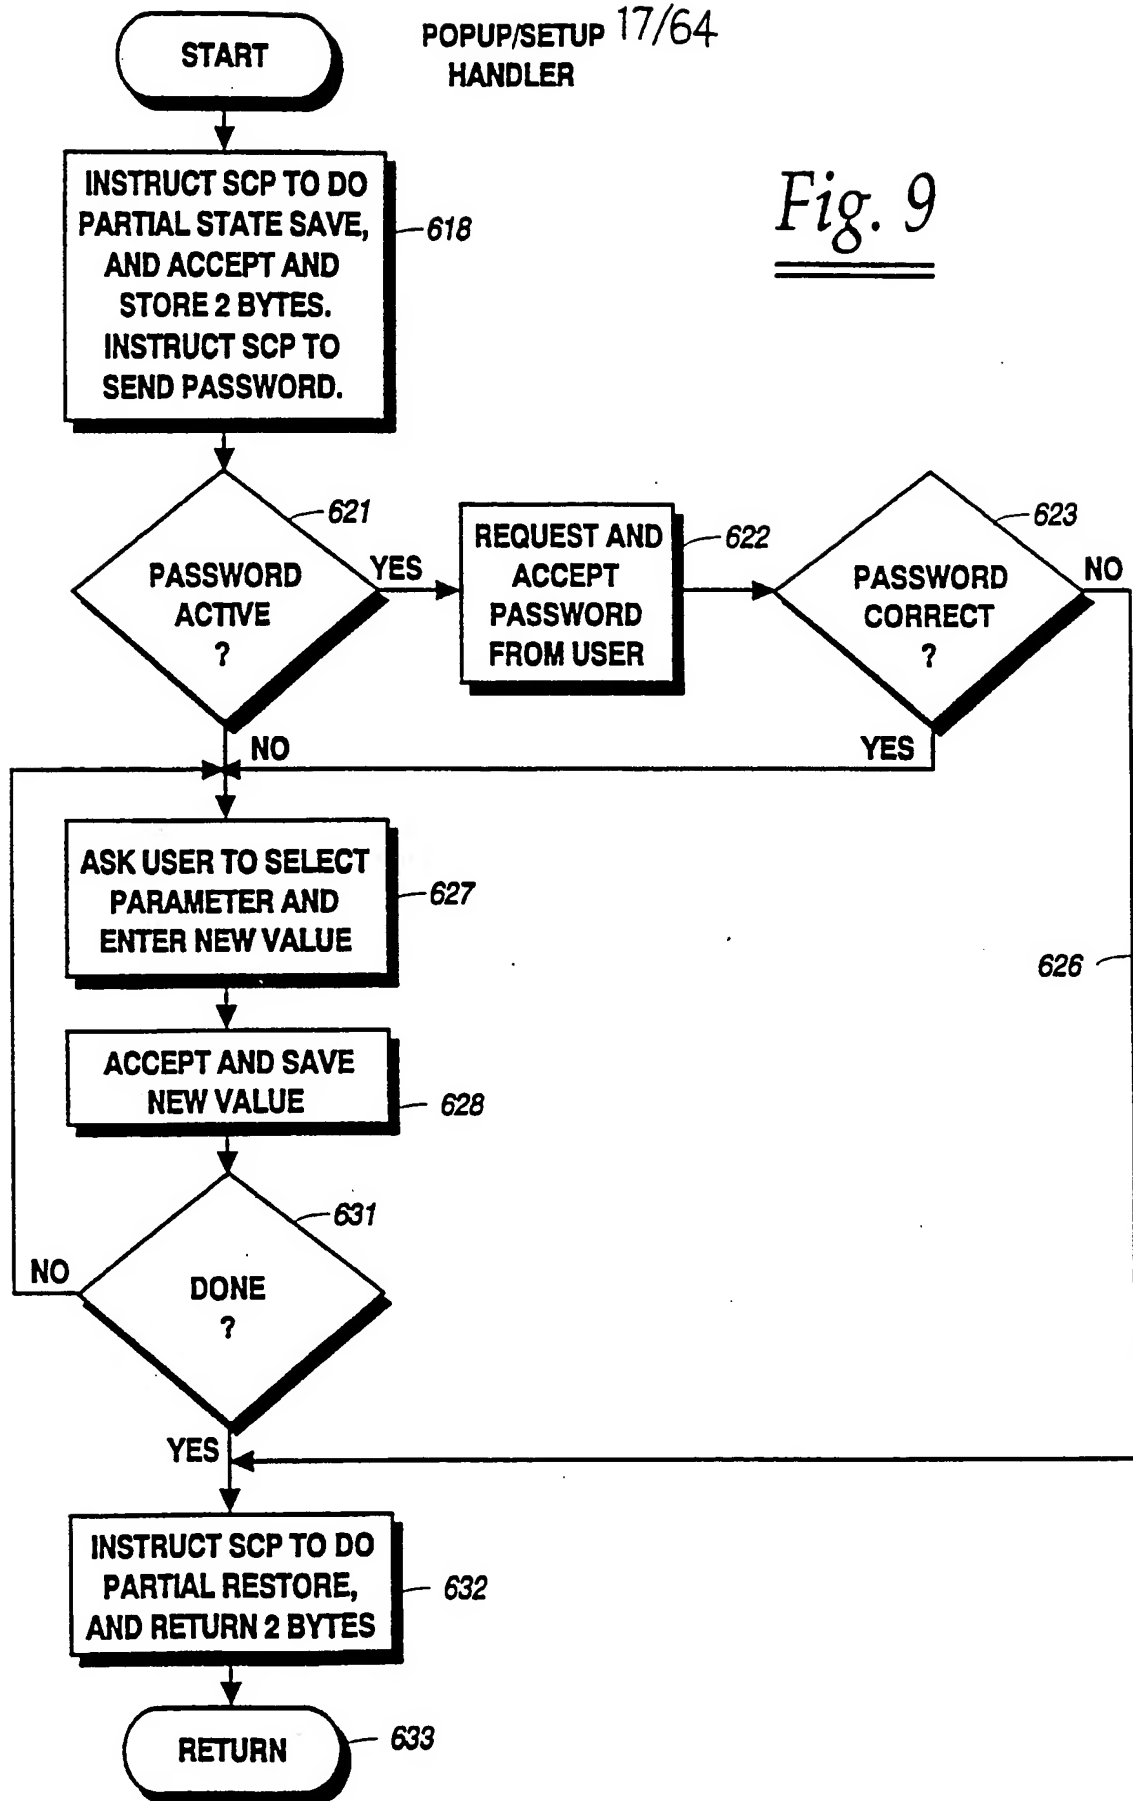 START
POPUP/SETUP 17/64
HANDLER
Fig. 9
INSTRUCT SCP TO DO
PARTIAL STATE SAVE,
AND ACCEPT AND
STORE 2 BYTES.
INSTRUCT SCP TO
SEND PASSWORD.
618
PASSWORD
ACTIVE
?
621
YES
NO
REQUEST AND
ACCEPT
PASSWORD
FROM USER
622
PASSWORD
CORRECT
?
623
NO
YES
626
ASK USER TO SELECT
PARAMETER AND
ENTER NEW VALUE
627
ACCEPT AND SAVE
NEW VALUE
628
DONE
?
631
NO
YES
INSTRUCT SCP TO DO
PARTIAL RESTORE,
AND RETURN 2 BYTES
632
RETURN
633